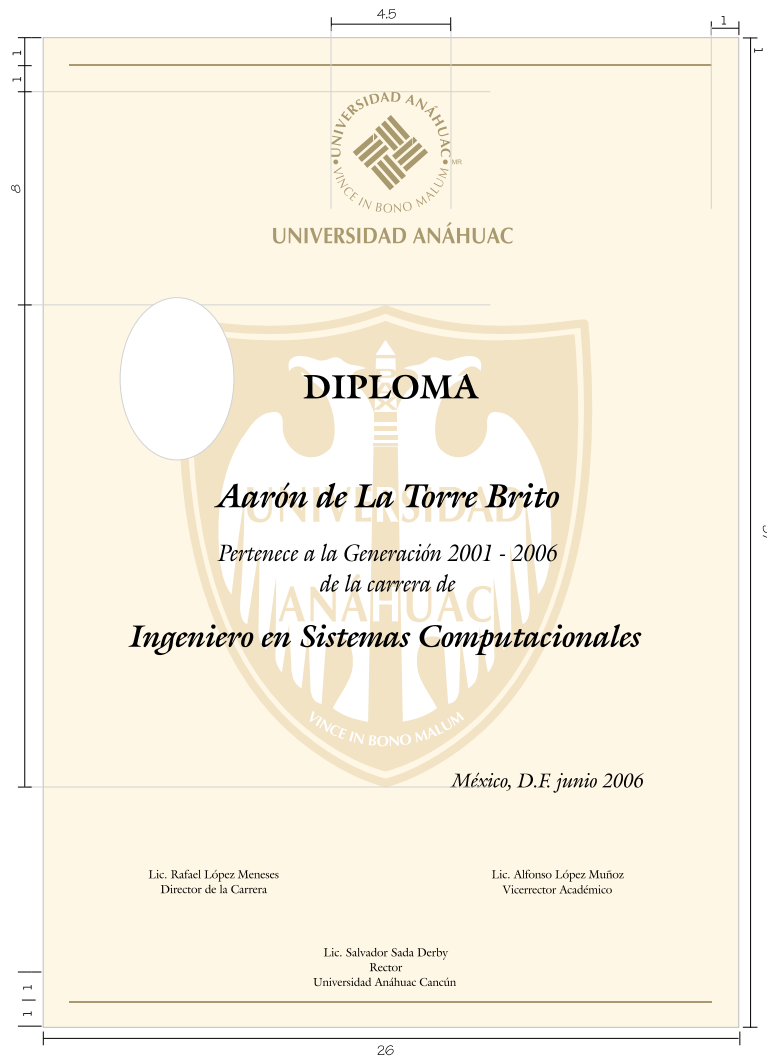 4.5
1
1
1
1
8
UNIVERSIDAD ANÁHUAC
VINCE IN BONO MALUM
MR
UNIVERSIDAD ANÁHUAC
DIPLOMA
UNIVERSIDAD
Aarón de La Torre Brito
Pertenece a la Generación 2001 - 2006
de la carrera de
ANÁHUAC
Ingeniero en Sistemas Computacionales
VINCE IN BONO MALUM
México, D.F. junio 2006
Lic. Rafael López Meneses
Director de la Carrera
Lic. Alfonso López Muñoz
Vicerrector Académico
Lic. Salvador Sada Derby
Rector
Universidad Anáhuac Cancún
1
1
26